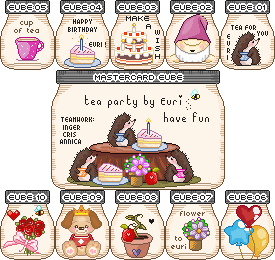 EUBE·05
EUBE·04
EUBE·03
EUBE·02
EUBE·01
cup
of tea
HAPPY
BIRTHDAY
EURI!
MAKE
A
WISH
TEA FOR
YOU
EURI
MASTERCARD EUBE
tea party by Euri
have fun
TEAMWORK:
INGER
CRIS
ANNICA
EUBE·10
EUBE·09
EUBE·08
EUBE·07
EUBE·06
flower
to
euri